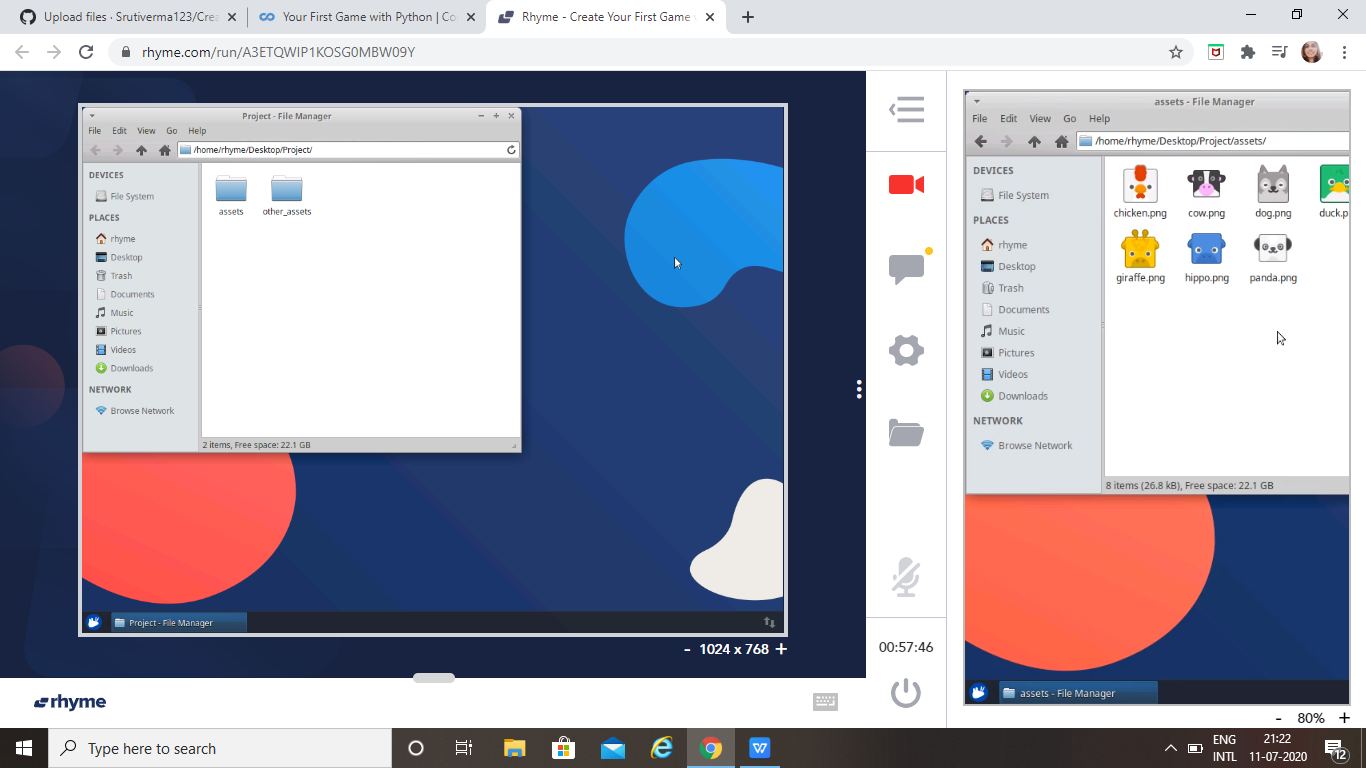 Upload files · Srutiverma123/Crea
Your First Game with Python | Co
Rhyme - Create Your First Game
rhyme.com/run/A3ETQWIP1KOSG0MBW09Y
Project - File Manager
File Edit View Go Help
/home/rhyme/Desktop/Project/
DEVICES
File System
PLACES
rhyme
Desktop
Trash
Documents
Music
Pictures
Videos
Downloads
NETWORK
Browse Network
assets
other_assets
2 items, Free space: 22.1 GB
Project - File Manager
- 1024 x 768 +
rhyme
00:57:46
assets - File Manager
File Edit View Go Help
/home/rhyme/Desktop/Project/assets/
DEVICES
File System
PLACES
rhyme
Desktop
Trash
Documents
Music
Pictures
Videos
Downloads
NETWORK
Browse Network
chicken.png
cow.png
dog.png
duck.p
giraffe.png
hippo.png
panda.png
8 items (26.8 kB), Free space: 22.1 GB
assets - File Manager
- 80% +
Type here to search
W
ENG
INTL
21:22
11-07-2020
12